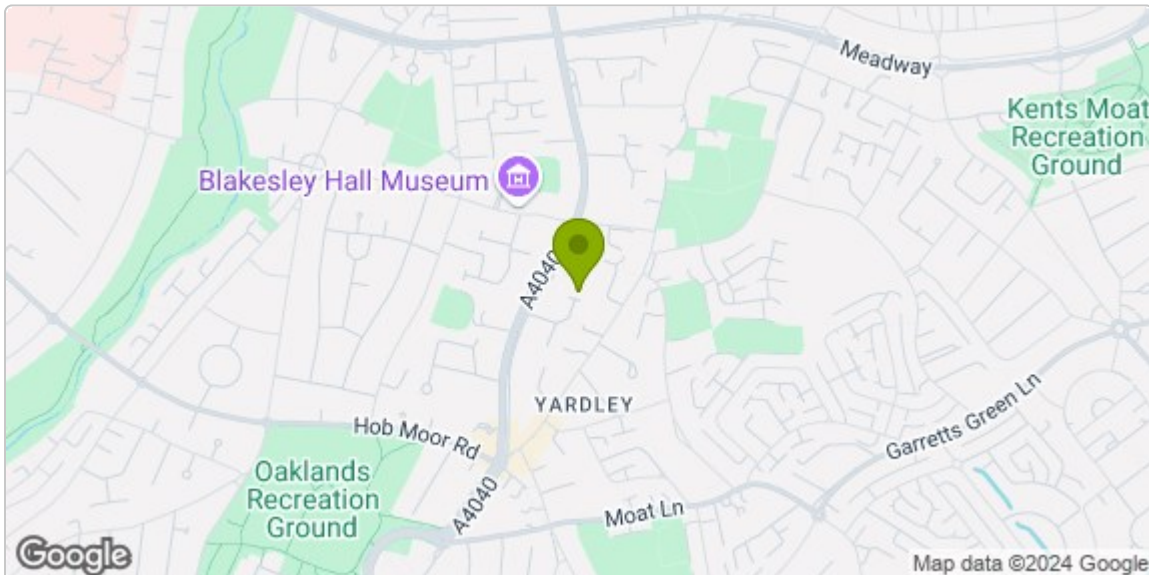 Meadway
Kents Moat
Recreation
Ground
Blakesley Hall Museum
A4040
YARDLEY
Garretts Green Ln
Hob Moor Rd
Oaklands
Recreation
Ground
A4040
Moat Ln
Google
Map data ©2024 Google